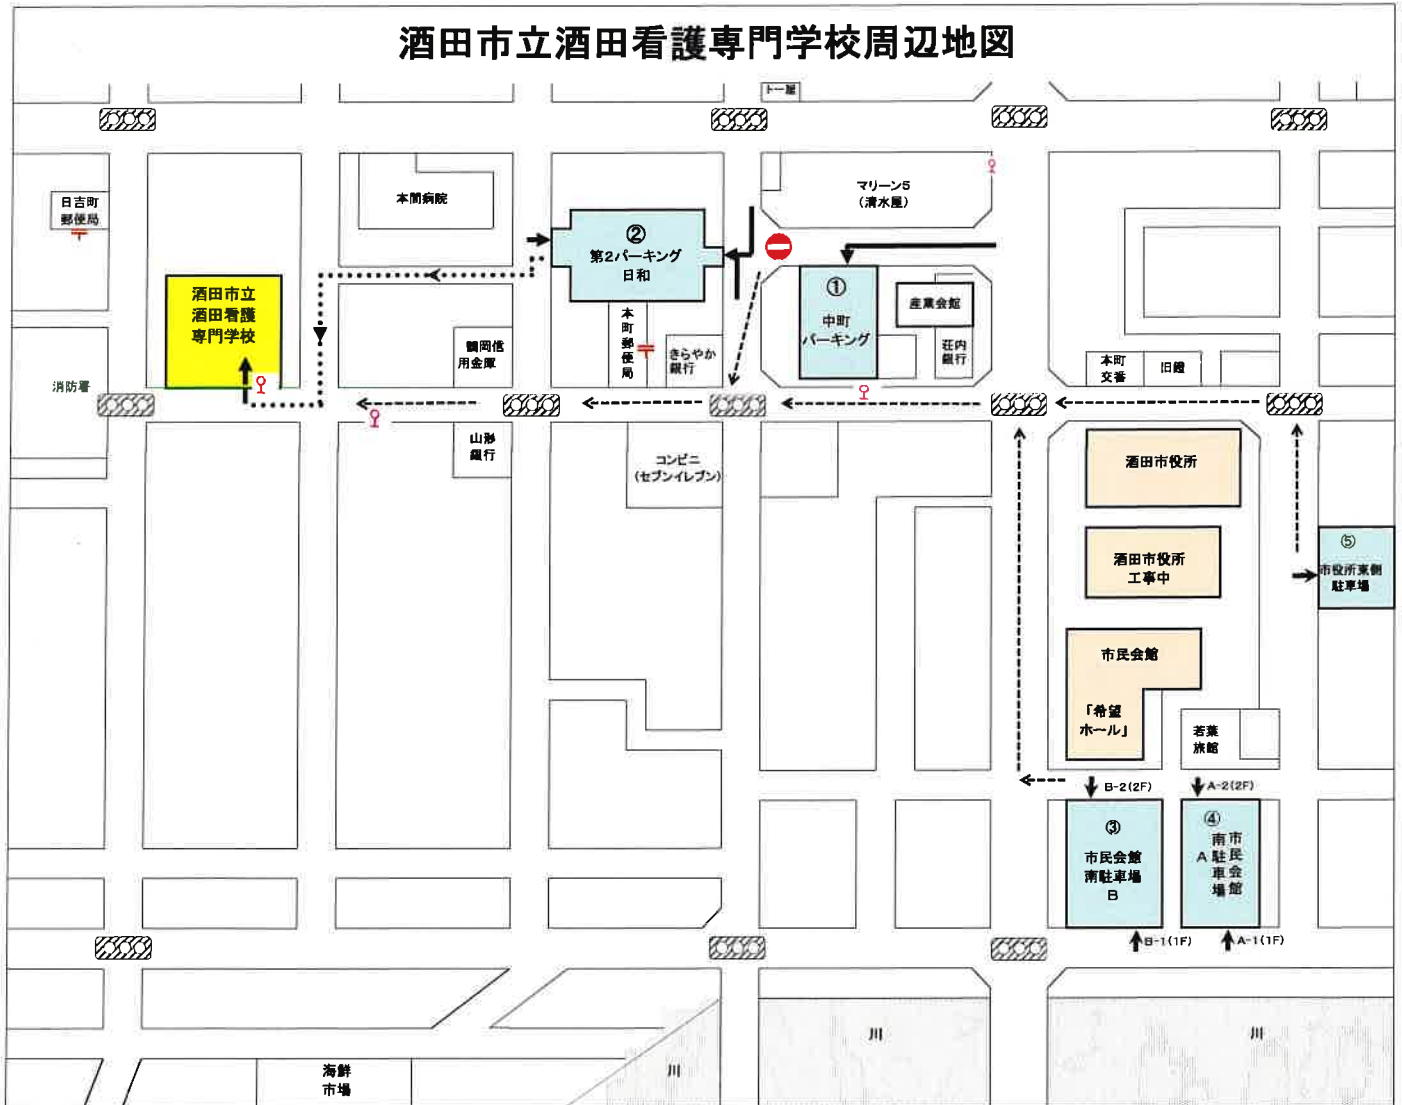 酒田市立酒田看護専門学校周辺地図
トー屋
日吉町
郵便局
本間病院
マリーン5
(清水屋)
②
第2パーキング
日和
①
中町
パーキング
産業会館
荘内
銀行
酒田市立
酒田看護
専門学校
鶴岡信
用金庫
本町郵便局
きらやか
銀行
本町
交番
旧鐙
消防署
山形
銀行
コンビニ
(セブンイレブン)
酒田市役所
酒田市役所
工事中
⑤
市役所東側
駐車場
市民会館
「希望
ホール」
若葉
旅館
B-2(2F)
A-2(2F)
③
市民会館
南駐車場
B
④
市民会館
南駐車場
A
B-1(1F)
A-1(1F)
川
川
川
海鮮
市場